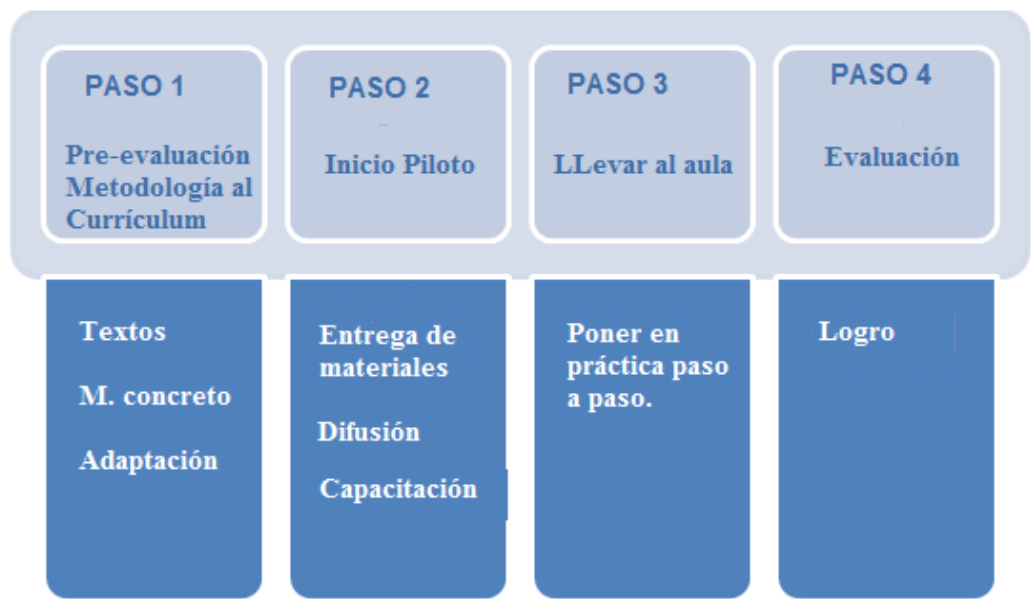 PASO 1
Pre-evaluación
Metodología al
Currículum
PASO 2
Inicio Piloto
PASO 3
LLevar al aula
PASO 4
Evaluación
Textos
M. concreto
Adaptación
Entrega de
materiales
Difusión
Capacitación
Poner en
práctica paso
a paso.
Logro